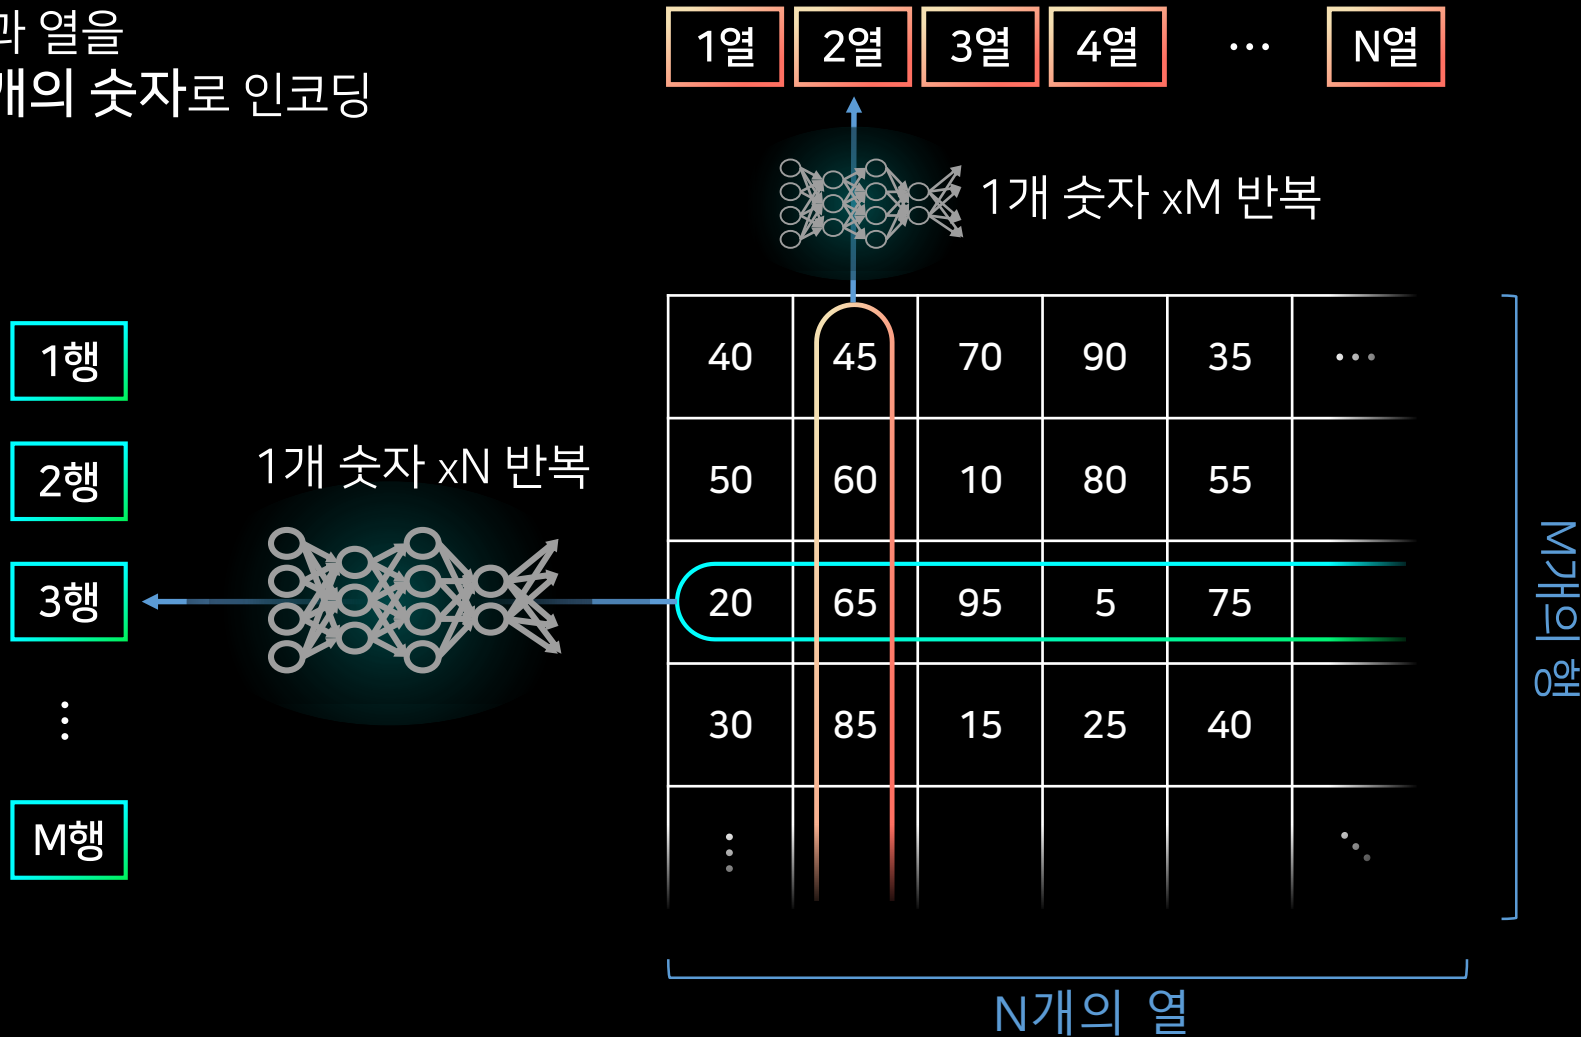 과 열을
개의 숫자로 인코딩
1열 2열 3열 4열 ... N열
1개 숫자 xM 반복
1행
2행
3행
⋮
M행
1개 숫자 xN 반복
40 45 70 90 35 ...
50 60 10 80 55
20 65 95 5 75
30 85 15 25 40
⋮ ⋱
M개의 행
N개의 열